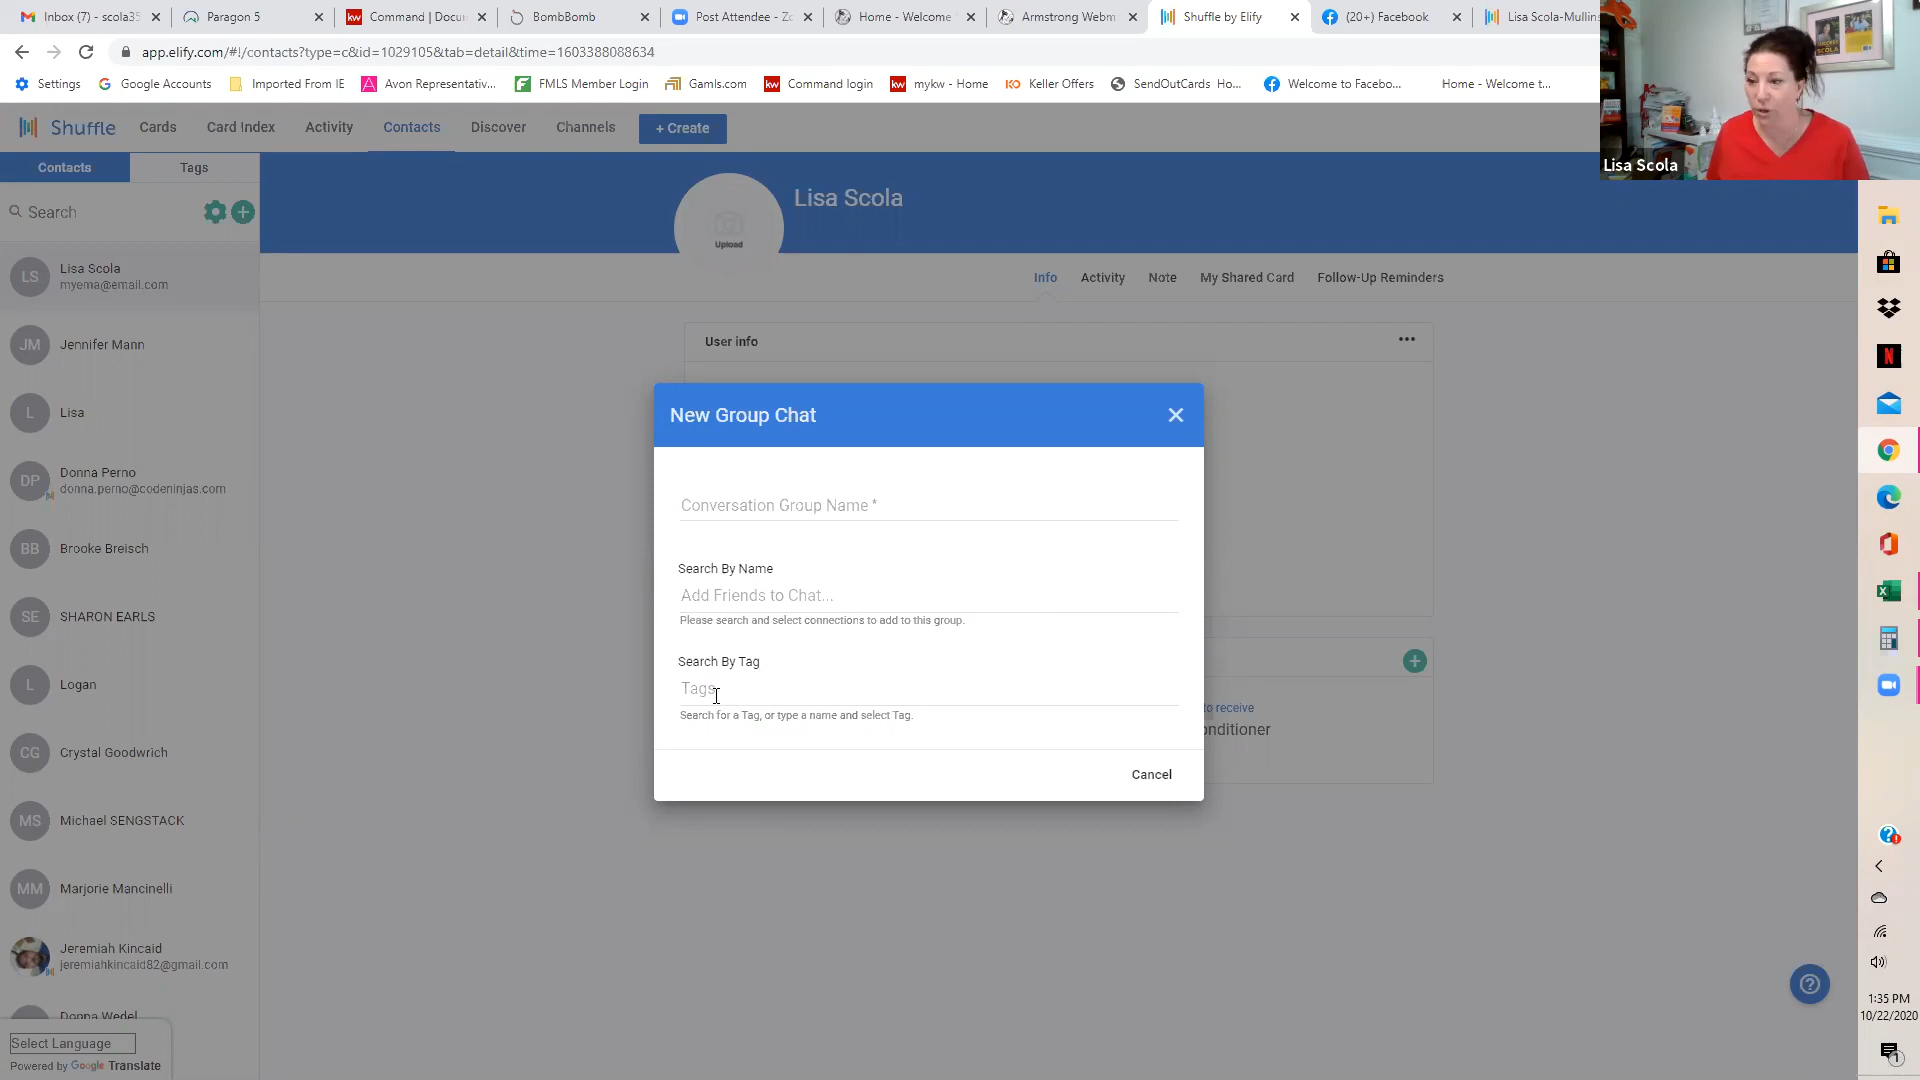 Inbox (7) - scola35
Paragon 5
Command | Docu
BombBomb
Post Attendee - Zo
Home - Welcome
Armstrong Webm
Shuffle by Elify
(20+) Facebook
Lisa Scola-Mullins
app.elify.com/#!/contacts?type=c&id=1029105&tab=detail&time=1603388088634
Settings
Google Accounts
Imported From IE
Avon Representativ...
FMLS Member Login
Gamls.com
Command login
mykw - Home
Keller Offers
SendOutCards Ho...
Welcome to Facebo...
Home - Welcome t...
Lisa Scola
Shuffle
Cards
Card Index
Activity
Contacts
Discover
Channels
+ Create
Contacts
Tags
Search
Upload
Lisa Scola
Info
Activity
Note
My Shared Card
Follow-Up Reminders
LS
Lisa Scola
myema@email.com
JM
Jennifer Mann
L
Lisa
DP
Donna Perno
donna.perno@codeninjas.com
BB
Brooke Breisch
SE
SHARON EARLS
L
Logan
CG
Crystal Goodwrich
MS
Michael SENGSTACK
MM
Marjorie Mancinelli
Jeremiah Kincaid
jeremiahkincaid82@gmail.com
Donna Wedel
Select Language
Powered by Google Translate
User info
New Group Chat
Conversation Group Name *
Search By Name
Add Friends to Chat...
Please search and select connections to add to this group.
Search By Tag
Tags
Search for a Tag, or type a name and select Tag.
Cancel
to receive
onditioner
1:35 PM
10/22/2020
1